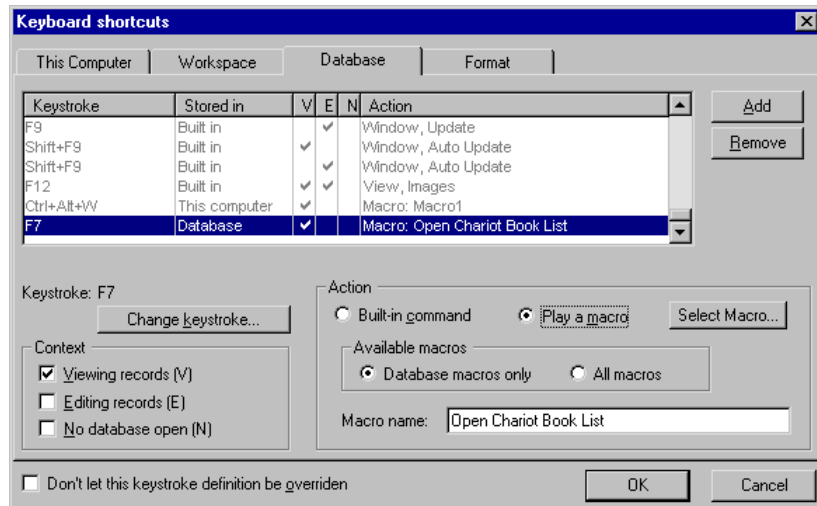 Keyboard shortcuts
This Computer Workspace Database Format
Keystroke Stored in V E N Action
F9 Built in Window, Update
Shift+F9 Built in Window, Auto Update
Shift+F9 Built in Window, Auto Update
F12 Built in View, Images
Ctrl+Alt+W This computer Macro: Macro1
F7 Database Macro: Open Chariot Book List
Add
Remove
Keystroke: F7
Change keystroke...
Context
Viewing records (V)
Editing records (E)
No database open (N)
Action
Built-in command Play a macro Select Macro...
Available macros
Database macros only All macros
Macro name: Open Chariot Book List
Don't let this keystroke definition be overriden
OK Cancel